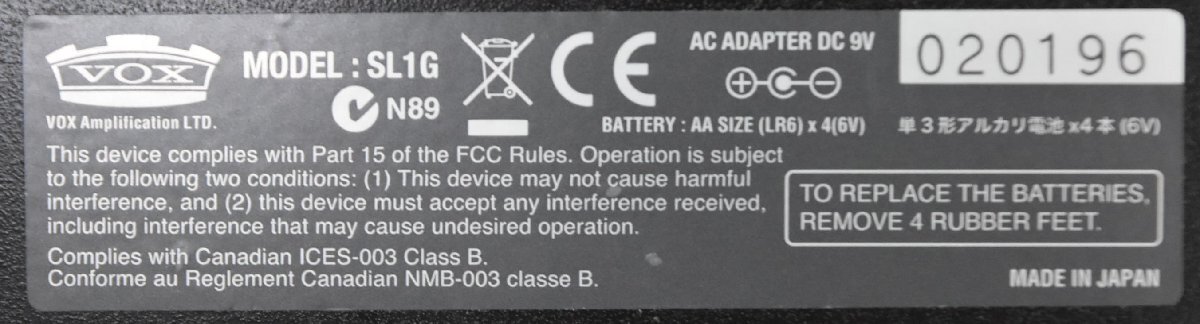 VOX
VOX Amplification LTD.
MODEL : SL1G
N89
CE
AC ADAPTER DC 9V
020196
BATTERY : AA SIZE (LR6) x 4(6V)
単3形アルカリ電池x4本(6V)
This device complies with Part 15 of the FCC Rules. Operation is subject
to the following two conditions: (1) This device may not cause harmful
interference, and (2) this device must accept any interference received,
including interference that may cause undesired operation.
Complies with Canadian ICES-003 Class B.
Conforme au Reglement Canadien NMB-003 classe B.
TO REPLACE THE BATTERIES,
REMOVE 4 RUBBER FEET.
MADE IN JAPAN